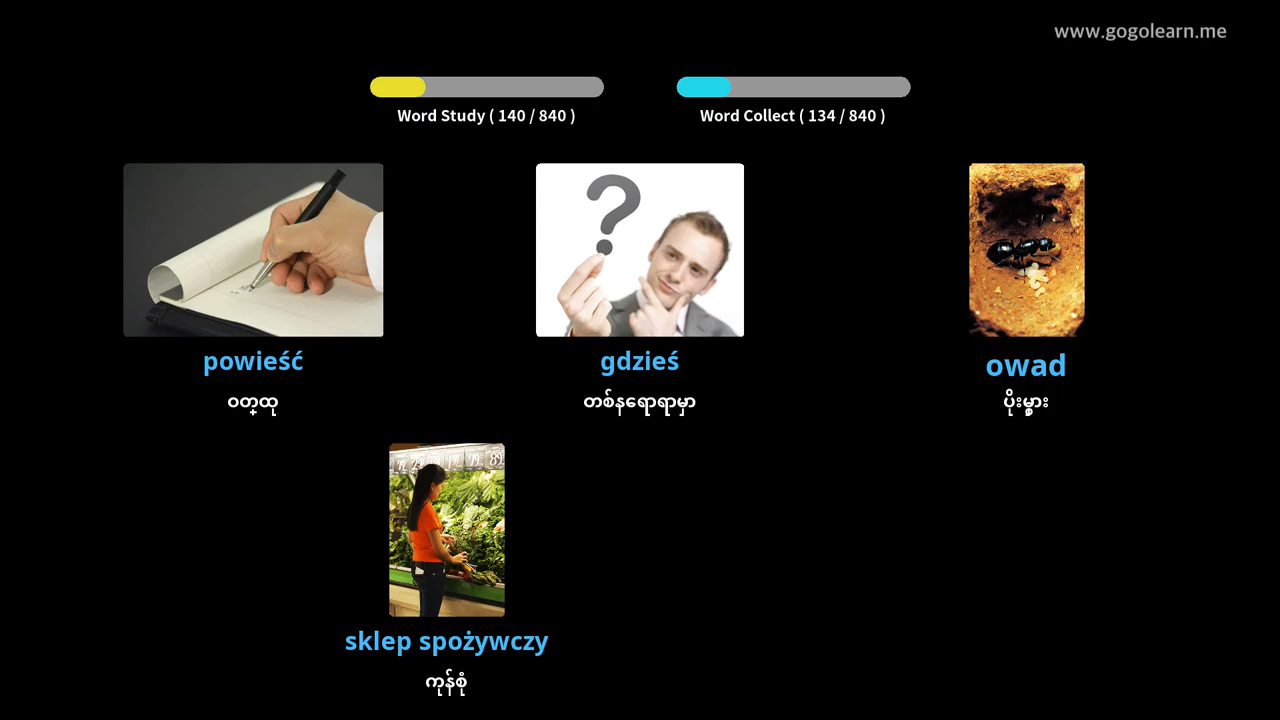 www.gogolearn.me
Word Study ( 140 / 840 )
Word Collect ( 134 / 840 )
powieść
gdzieś
owad
ဝတ္ထု
တစ်နရောရာမှာ
ပိုးမွှား
sklep spożywczy
ကုန်စုံ